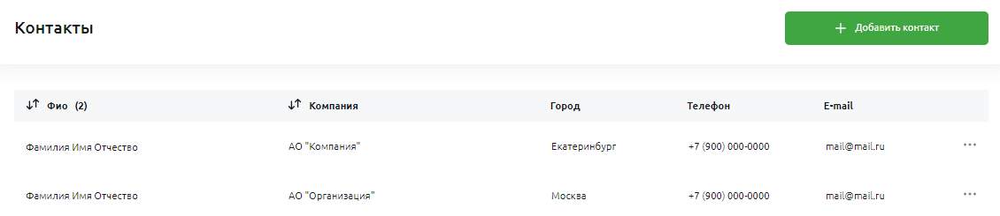 Контакты
Добавить контакт
Фио (2) Компания Город Телефон E-mail
Фамилия Имя Отчество АО "Компания" Екатеринбург +7 (900) 000-0000 mail@mail.ru
Фамилия Имя Отчество АО "Организация" Москва +7 (900) 000-0000 mail@mail.ru